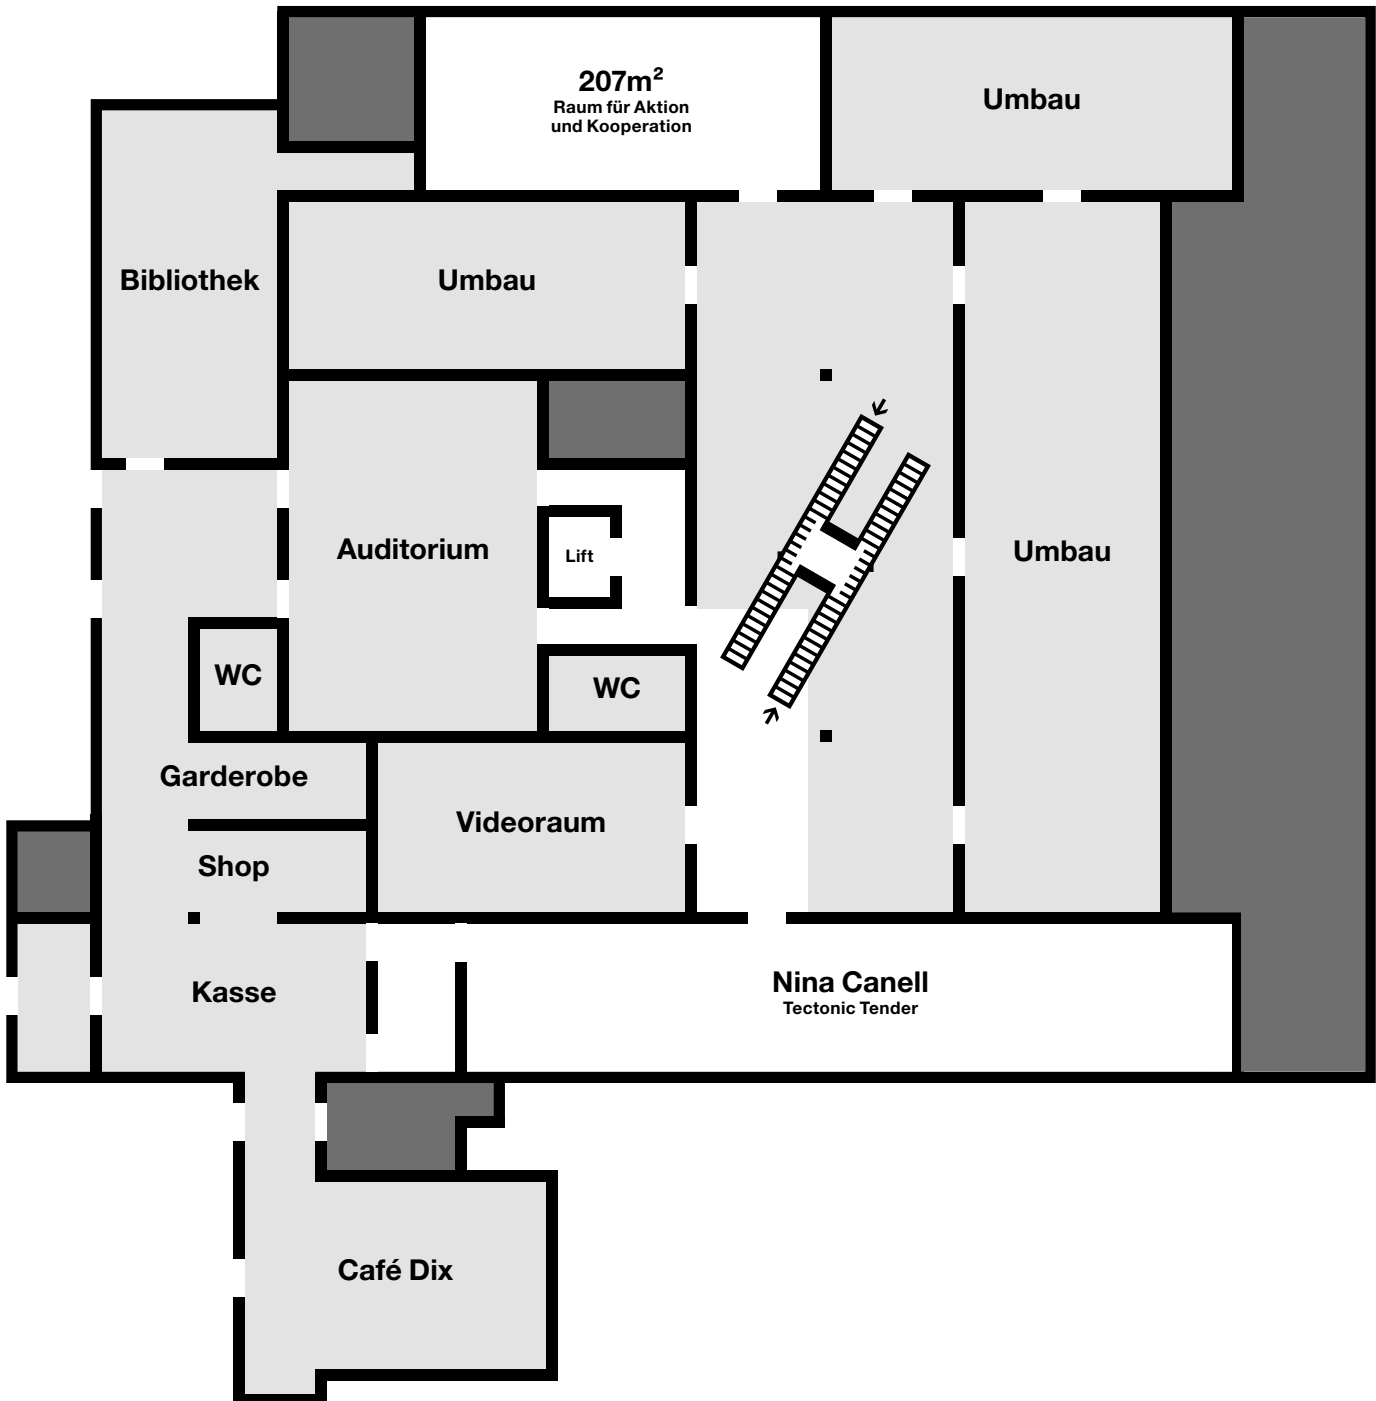 207m²
Raum für Aktion
und Kooperation
Umbau
Bibliothek
Umbau
Auditorium
Lift
Umbau
WC
WC
Garderobe
Videoraum
Shop
Kasse
Nina Canell
Tectonic Tender
Café Dix